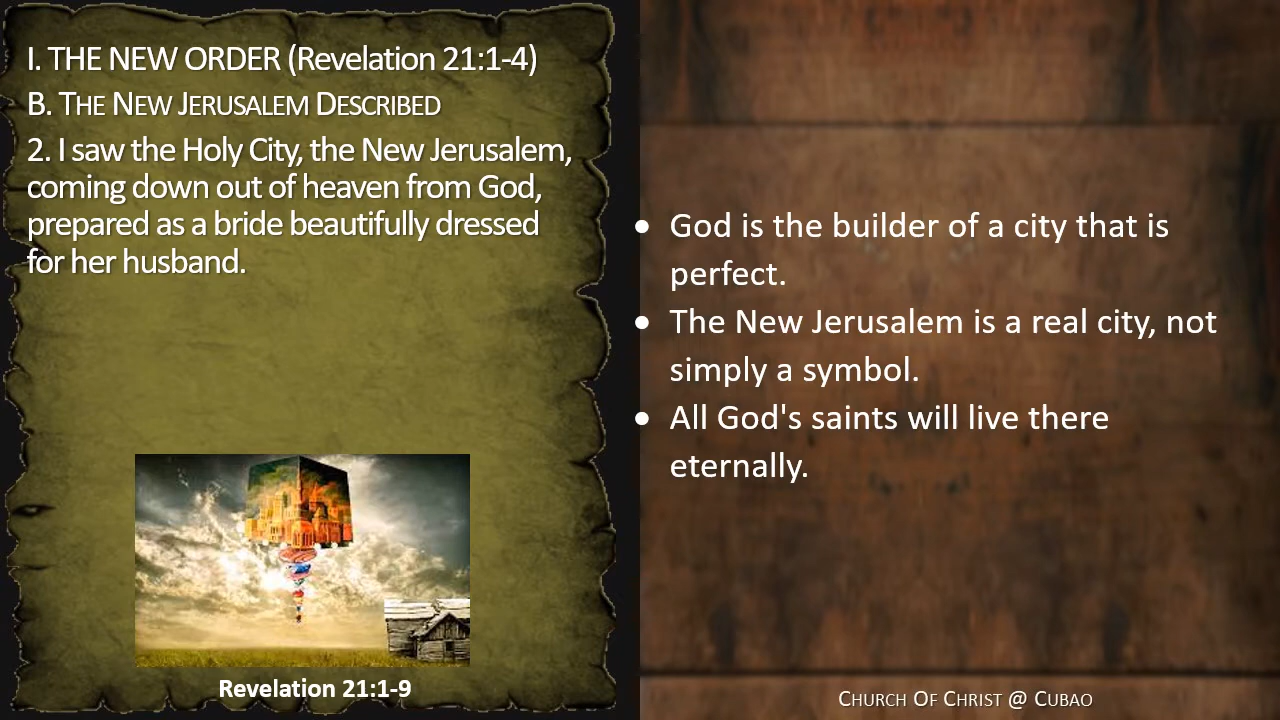 I. THE NEW ORDER (Revelation 21:1-4)
B. THE NEW JERUSALEM DESCRIBED
2. I saw the Holy City, the New Jerusalem,
coming down out of heaven from God,
prepared as a bride beautifully dressed
for her husband.
Revelation 21:1-9
• God is the builder of a city that is
perfect.
• The New Jerusalem is a real city, not
simply a symbol.
• All God's saints will live there
eternally.
CHURCH OF CHRIST @ CUBAO